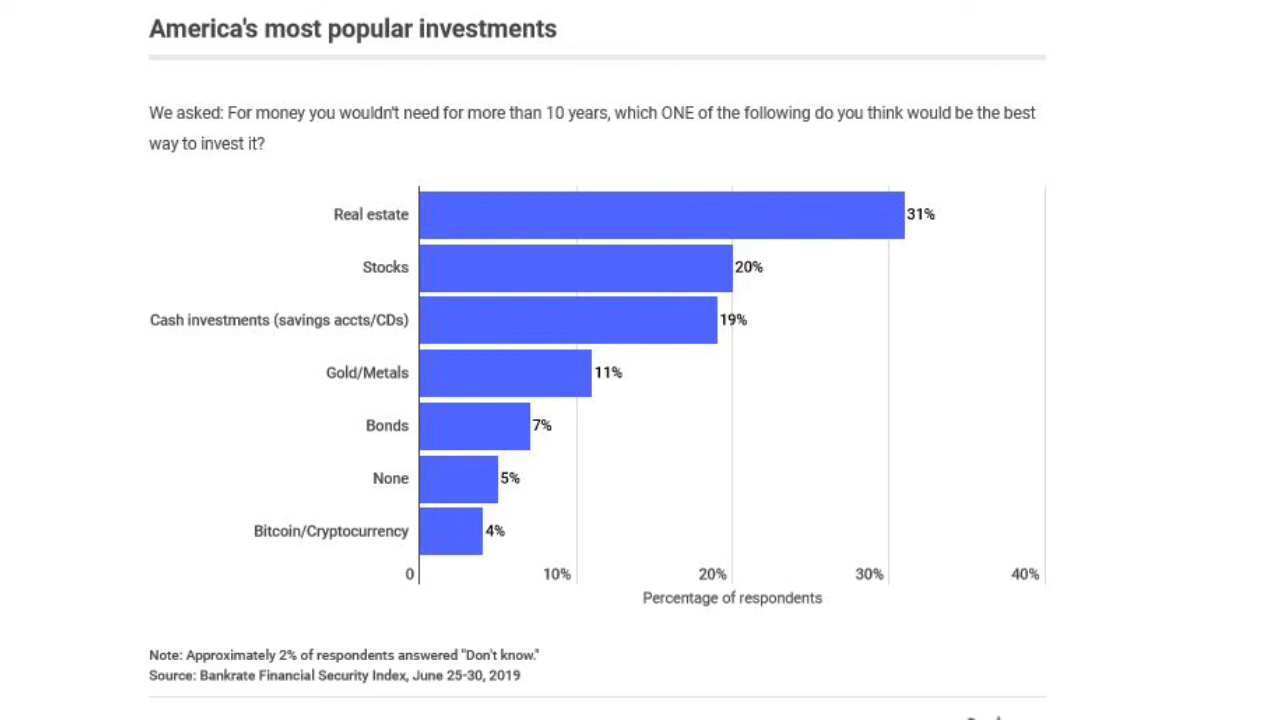 America's most popular investments
We asked: For money you wouldn't need for more than 10 years, which ONE of the following do you think would be the best
way to invest it?
Real estate 31%
Stocks 20%
Cash investments (savings accts/CDs) 19%
Gold/Metals 11%
Bonds 7%
None 5%
Bitcoin/Cryptocurrency 4%
0 10% 20% 30% 40%
Percentage of respondents
Note: Approximately 2% of respondents answered "Don't know."
Source: Bankrate Financial Security Index, June 25-30, 2019